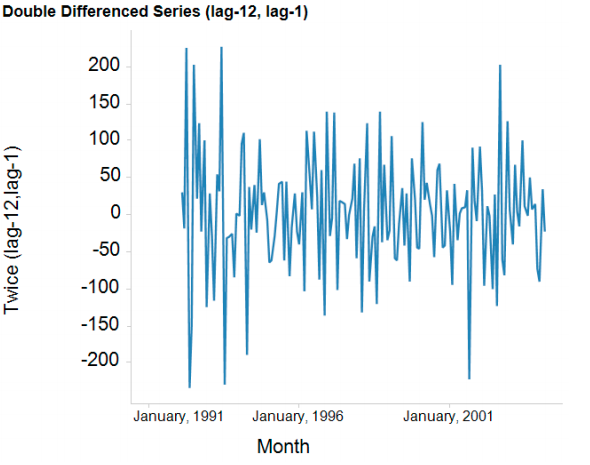 Double Differenced Series (lag-12, lag-1)
Twice (lag-12,lag-1)
200
150
100
50
0
-50
-100
-150
-200
January, 1991 January, 1996 January, 2001
Month